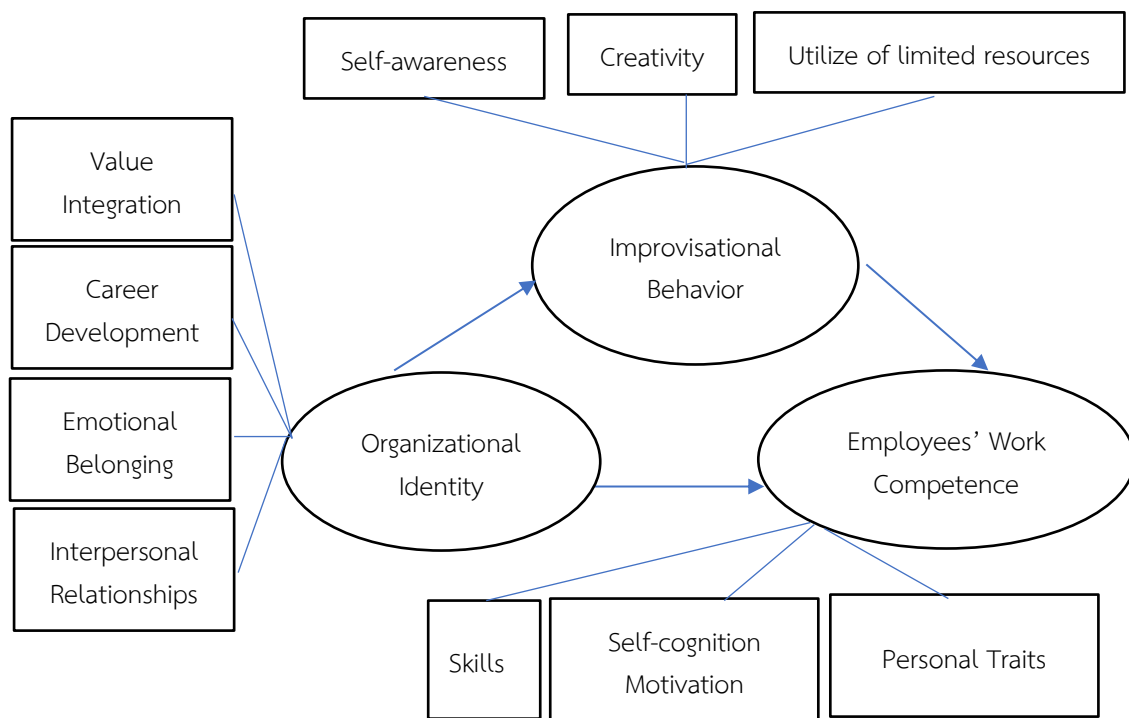 Self-awareness
Creativity
Utilize of limited resources
Value
Integration
Career
Development
Emotional
Belonging
Interpersonal
Relationships
Improvisational
Behavior
Organizational
Identity
Employees’ Work
Competence
Skills
Self-cognition
Motivation
Personal Traits